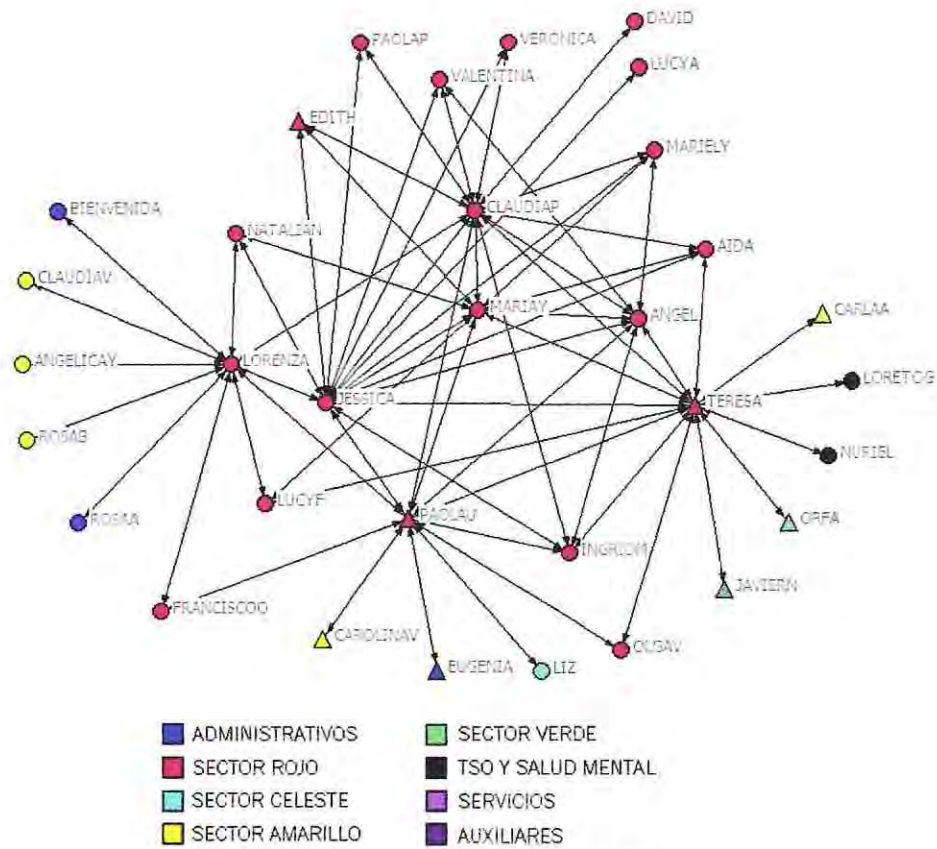 DAVID
PAOLAP
VERONICA
VALENTINA
LUCYA
EDITH
MARIELY
BIENVENIDA
CLAUDIAP
NATALIAN
AIDA
CLAUDIAV
MARIAY
ANGEL
CARLAA
ANGELICAY
LORENZA
JESSICA
TERESA
LORETOG
ROSAB
NURIEL
LUCYF
PAOLAU
ROSAA
ORFA
INGRIDM
JAVIERN
FRANCISCOO
CAROLINAV
OLGAV
EUGENIA
LIZ
ADMINISTRATIVOS
SECTOR VERDE
SECTOR ROJO
TSO Y SALUD MENTAL
SECTOR CELESTE
SERVICIOS
SECTOR AMARILLO
AUXILIARES